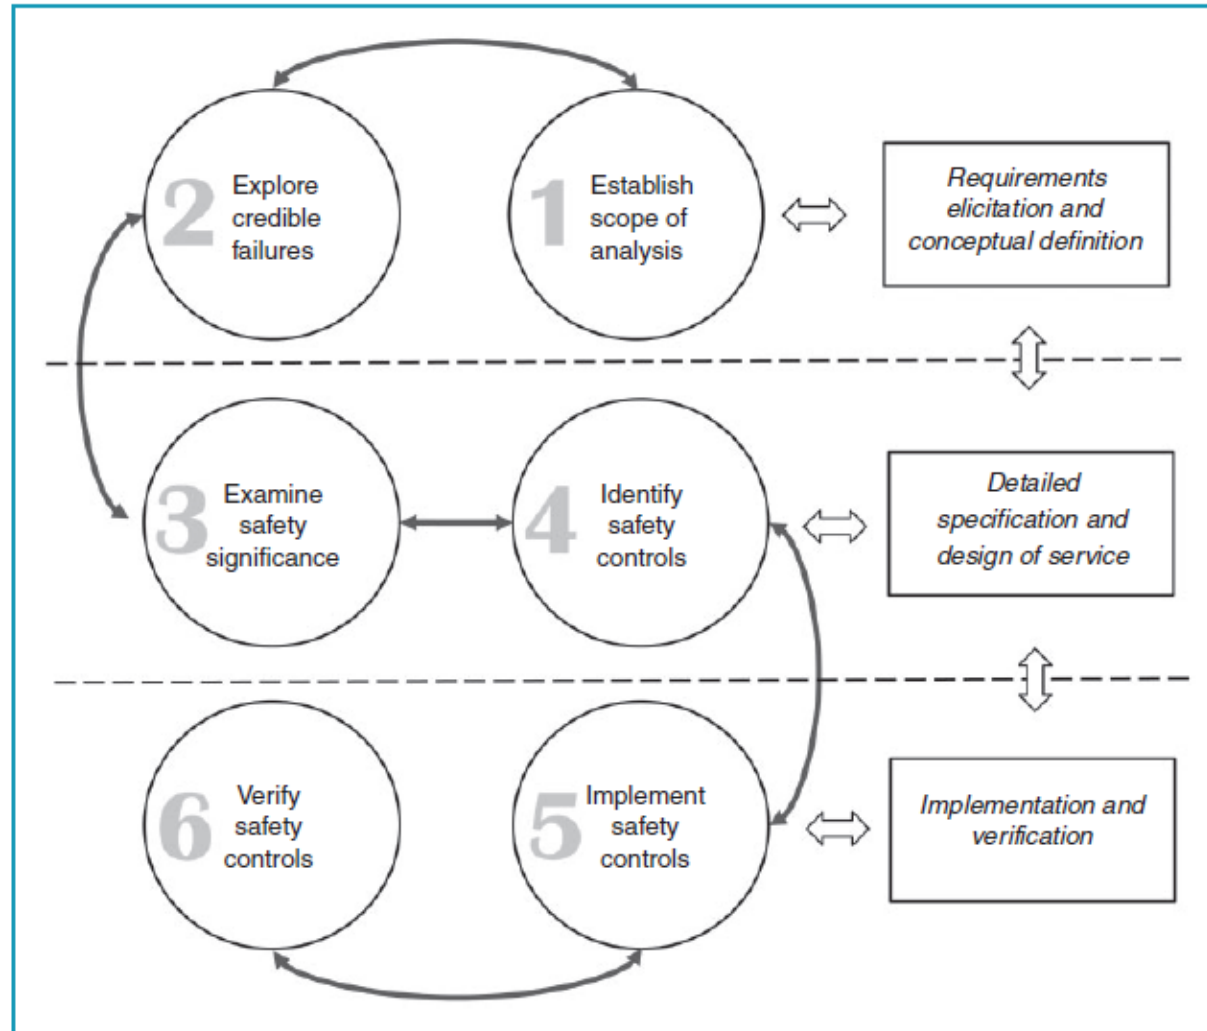 2
Explore
credible
failures
1
Establish
scope of
analysis
Requirements
elicitation and
conceptual definition
3
Examine
safety
significance
4
Identify
safety
controls
Detailed
specification and
design of service
6
Verify
safety
controls
5
Implement
safety
controls
Implementation and
verification